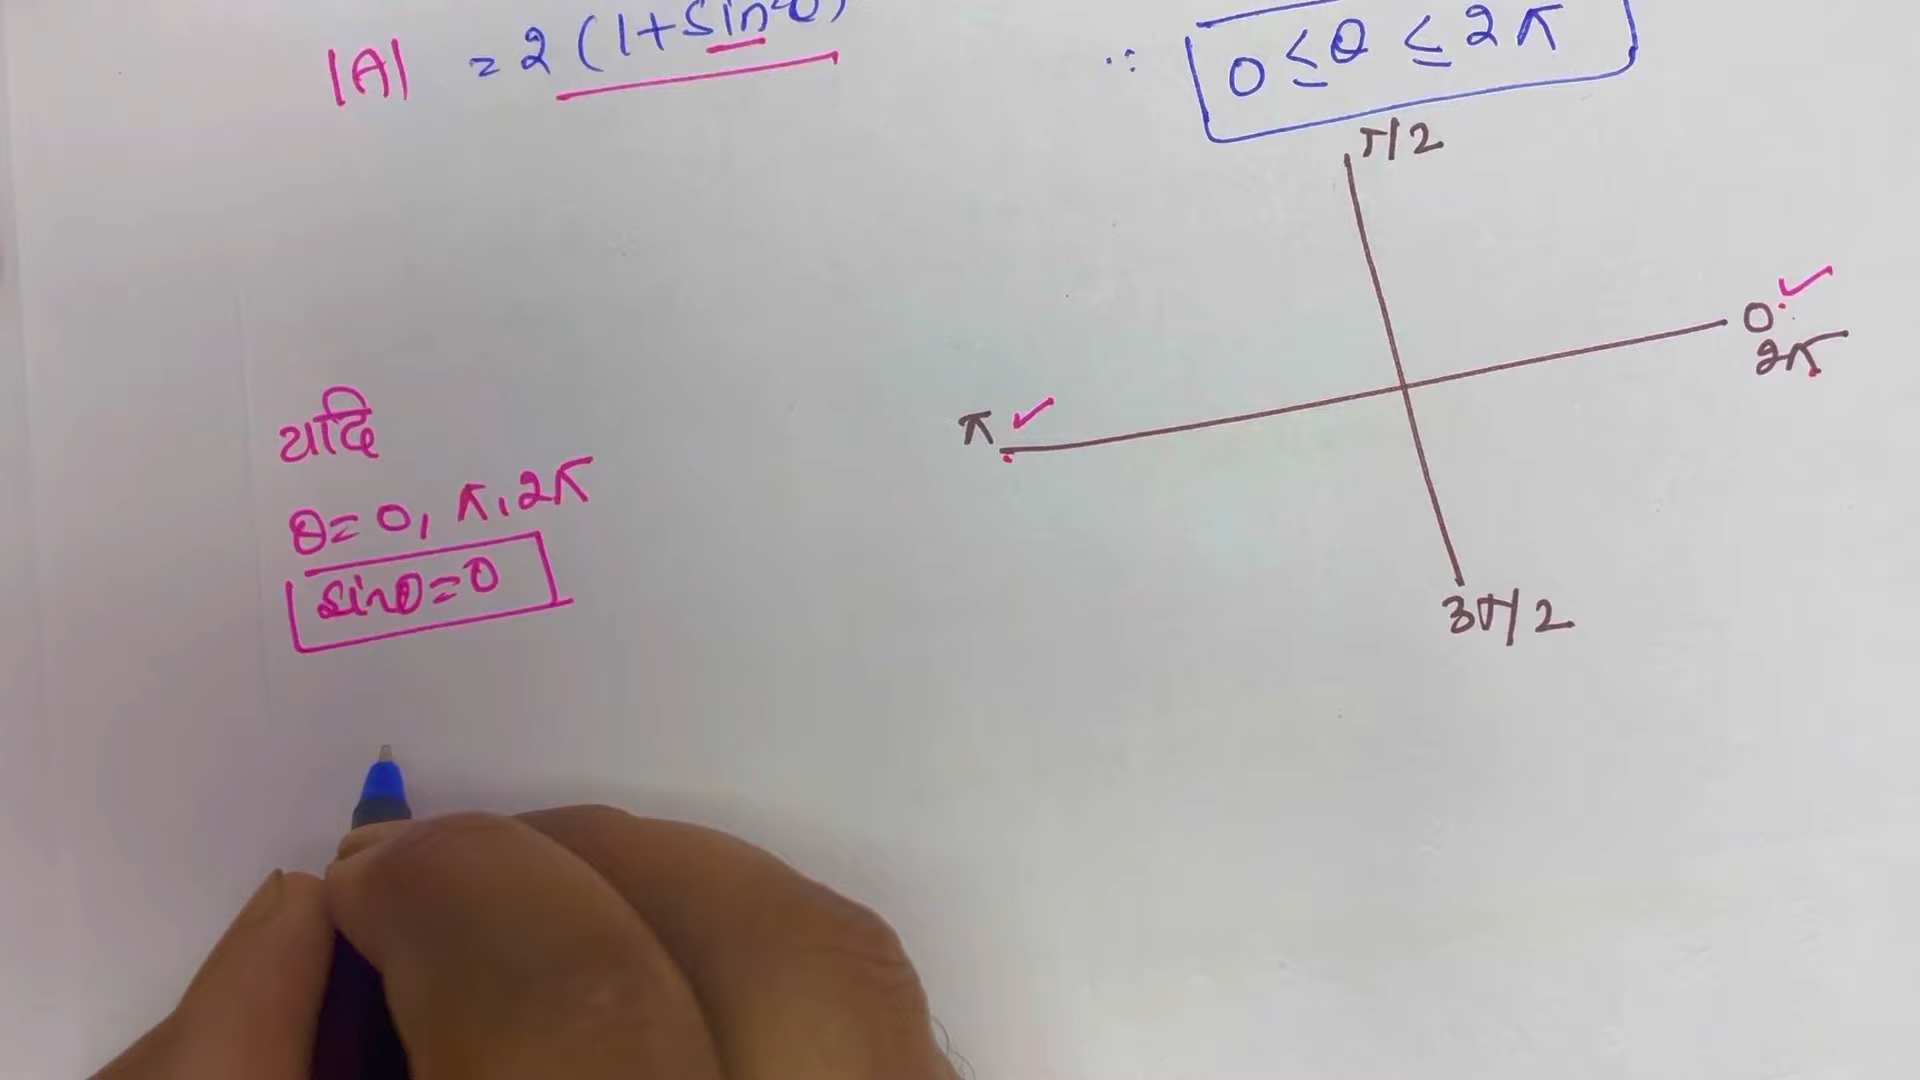 |A| = 2 (1+sin²θ)
∵ 0 ≤ θ ≤ 2π
π/2
0
2π
π
3π/2
यदि
θ = 0, π, 2π
sinθ = 0